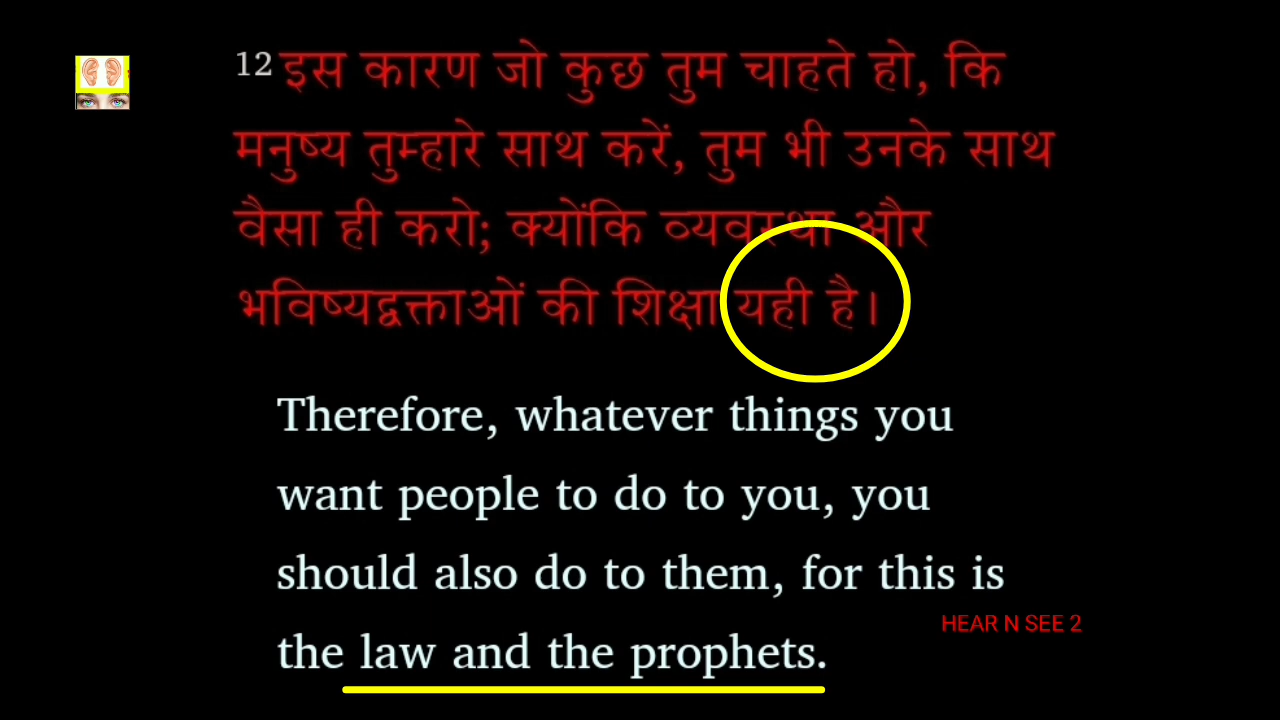 12 इस कारण जो कुछ तुम चाहते हो, कि
मनुष्य तुम्हारे साथ करें, तुम भी उनके साथ
वैसा ही करो; क्योंकि व्यवस्था और
भविष्यद्वक्ताओं की शिक्षा यही है।
Therefore, whatever things you
want people to do to you, you
should also do to them, for this is
HEAR N SEE 2
the law and the prophets.